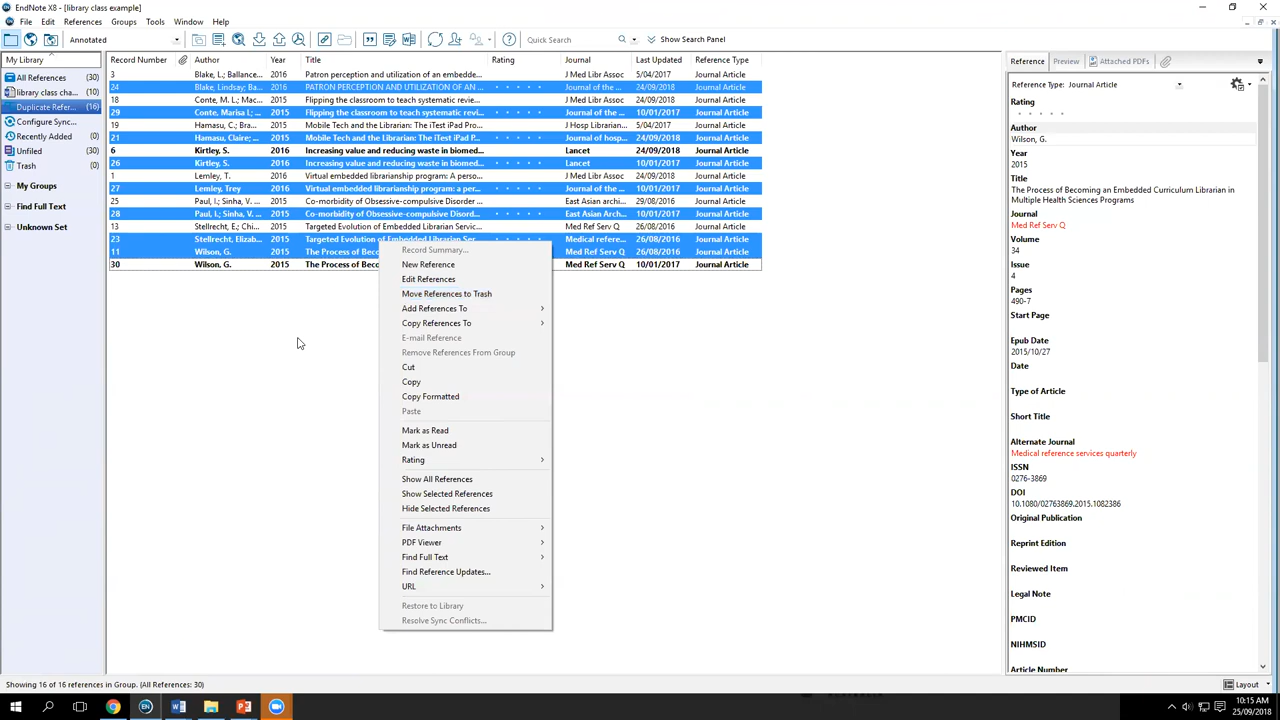 EndNote X8 - [library class example]
File Edit References Groups Tools Window Help
Annotated Quick Search Show Search Panel
My Library
All References (30)
library class cha... (10)
Duplicate Refer... (16)
Configure Sync...
Recently Added (30)
Unfiled (30)
Trash (0)
My Groups
Find Full Text
Unknown Set
Record Number Author Year Title Rating Journal Last Updated Reference Type
3 Blake, L.; Ballance... 2016 Patron perception and utilization of an embedde... J Med Libr Assoc 5/04/2017 Journal Article
24 Blake, Lindsay; Bal... 2016 PATRON PERCEPTION AND UTILIZATION OF AN ... Journal of the ... 24/09/2018 Journal Article
18 Conte, M. L.; Mac... 2015 Flipping the classroom to teach systematic revie... J Med Libr Assoc 24/09/2018 Journal Article
29 Conte, Marisa L; ... 2015 Flipping the classroom to teach systematic revi... Journal of the ... 10/01/2017 Journal Article
19 Hamasu, C.; Bra... 2015 Mobile Tech and the Librarian: The iTest iPad Pro... J Hosp Librarian... 5/04/2017 Journal Article
21 Hamasu, Claire; ... 2015 Mobile Tech and the Librarian: The iTest iPad P... Journal of hosp... 24/09/2018 Journal Article
6 Kirtley, S. 2016 Increasing value and reducing waste in biomed... Lancet 24/09/2018 Journal Article
26 Kirtley, S. 2016 Increasing value and reducing waste in biomed... Lancet 10/01/2017 Journal Article
1 Lemley, T. 2016 Virtual embedded librarianship program: a perso... J Med Libr Assoc 24/09/2018 Journal Article
27 Lemley, Trey 2016 Virtual embedded librarianship program: a per... Journal of the ... 10/01/2017 Journal Article
25 Paul, I.; Sinha, V. ... 2015 Co-morbidity of Obsessive-compulsive Disorder ... East Asian archi... 29/08/2016 Journal Article
28 Paul, I.; Sinha, V. ... 2015 Co-morbidity of Obsessive-compulsive Disord... East Asian Arch... 10/01/2017 Journal Article
13 Stellrecht, E.; Chi... 2015 Targeted Evolution of Embedded Librarian Servic... Med Ref Serv Q 26/08/2016 Journal Article
23 Stellrecht, Elizab... 2015 Targeted Evolution of Embedded Librarian Ser... Medical refere... 26/08/2016 Journal Article
11 Wilson, G. 2015 The Process of Beco Med Ref Serv Q 26/08/2016 Journal Article
30 Wilson, G. 2015 The Process of Beco Med Ref Serv Q 10/01/2017 Journal Article
Record Summary...
New Reference
Edit References
Move References to Trash
Add References To
Copy References To
E-mail Reference
Remove References From Group
Cut
Copy
Copy Formatted
Paste
Mark as Read
Mark as Unread
Rating
Show All References
Show Selected References
Hide Selected References
File Attachments
PDF Viewer
Find Full Text
Find Reference Updates...
URL
Restore to Library
Resolve Sync Conflicts...
Reference Preview Attached PDFs
Reference Type: Journal Article
Rating
Author
Wilson, G.
Year
2015
Title
The Process of Becoming an Embedded Curriculum Librarian in
Multiple Health Sciences Programs
Journal
Med Ref Serv Q
Volume
34
Issue
4
Pages
490-7
Start Page
Epub Date
2015/10/27
Date
Type of Article
Short Title
Alternate Journal
Medical reference services quarterly
ISSN
0276-3869
DOI
10.1080/02763869.2015.1082386
Original Publication
Reprint Edition
Reviewed Item
Legal Note
PMCID
NIHMSID
Article Number
Showing 16 of 16 references in Group. (All References: 30)
Layout
10:15 AM
25/09/2018